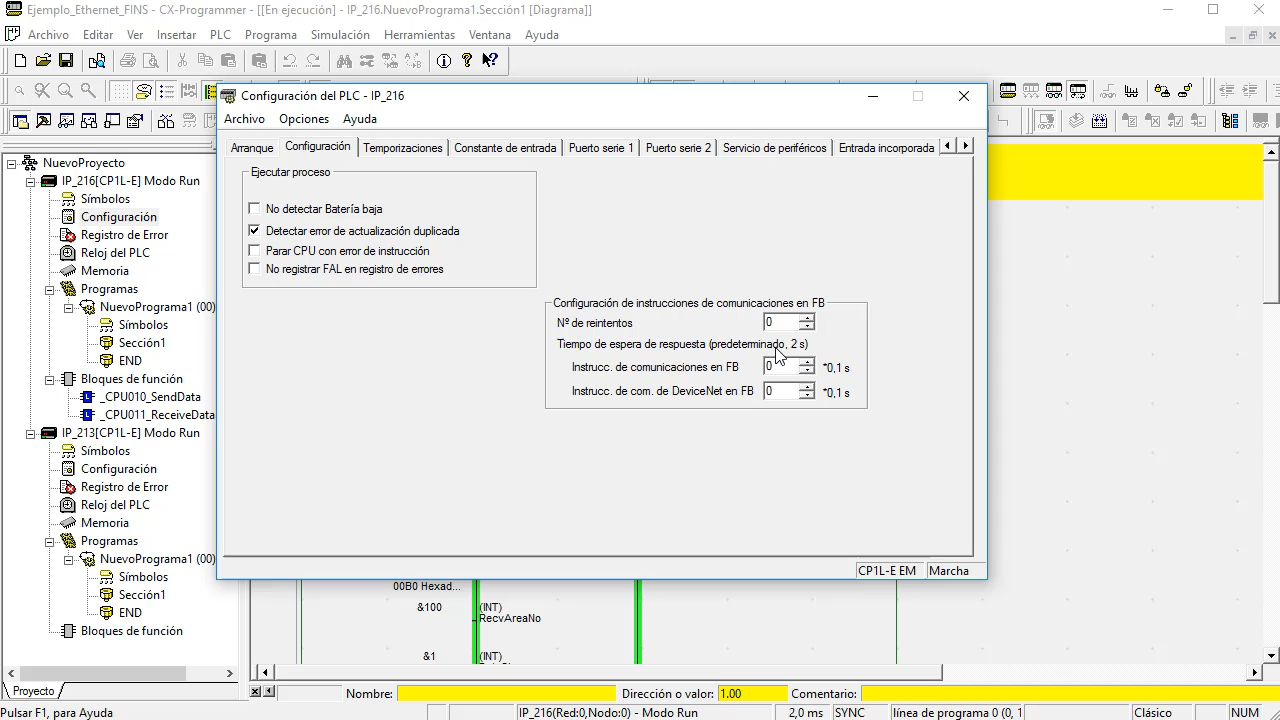 Ejemplo_Ethernet_FINS - CX-Programmer - [[En ejecución] - IP_216.NuevoPrograma1.Sección1 [Diagrama]]
Archivo Editar Ver Insertar PLC Programa Simulación Herramientas Ventana Ayuda
Configuración del PLC - IP_216
Archivo Opciones Ayuda
Arranque Configuración Temporizaciones Constante de entrada Puerto serie 1 Puerto serie 2 Servicio de periféricos Entrada incorporada
Ejecutar proceso
No detectar Batería baja
Detectar error de actualización duplicada
Parar CPU con error de instrucción
No registrar FAL en registro de errores
Configuración de instrucciones de comunicaciones en FB
Nº de reintentos 0
Tiempo de espera de respuesta (predeterminado, 2 s)
Instrucc. de comunicaciones en FB 0 *0,1 s
Instrucc. de com. de DeviceNet en FB 0 *0,1 s
CP1L-E EM Marcha
NuevoProyecto
IP_216[CP1L-E] Modo Run
Símbolos
Configuración
Registro de Error
Reloj del PLC
Memoria
Programas
NuevoPrograma1 (00)
Símbolos
Sección1
END
Bloques de función
_CPU010_SendData
_CPU011_ReceiveData
IP_213[CP1L-E] Modo Run
Símbolos
Configuración
Registro de Error
Reloj del PLC
Memoria
Programas
NuevoPrograma1 (00)
Símbolos
Sección1
END
Bloques de función
Proyecto
00B0 Hexad...
&100 (INT)
RecvAreaNo
&1 (INT)
Nombre: Dirección o valor: 1.00 Comentario:
Pulsar F1, para Ayuda IP_216(Red:0,Nodo:0) - Modo Run 2,0 ms SYNC línea de programa 0 (0, 1 Clásico NUM